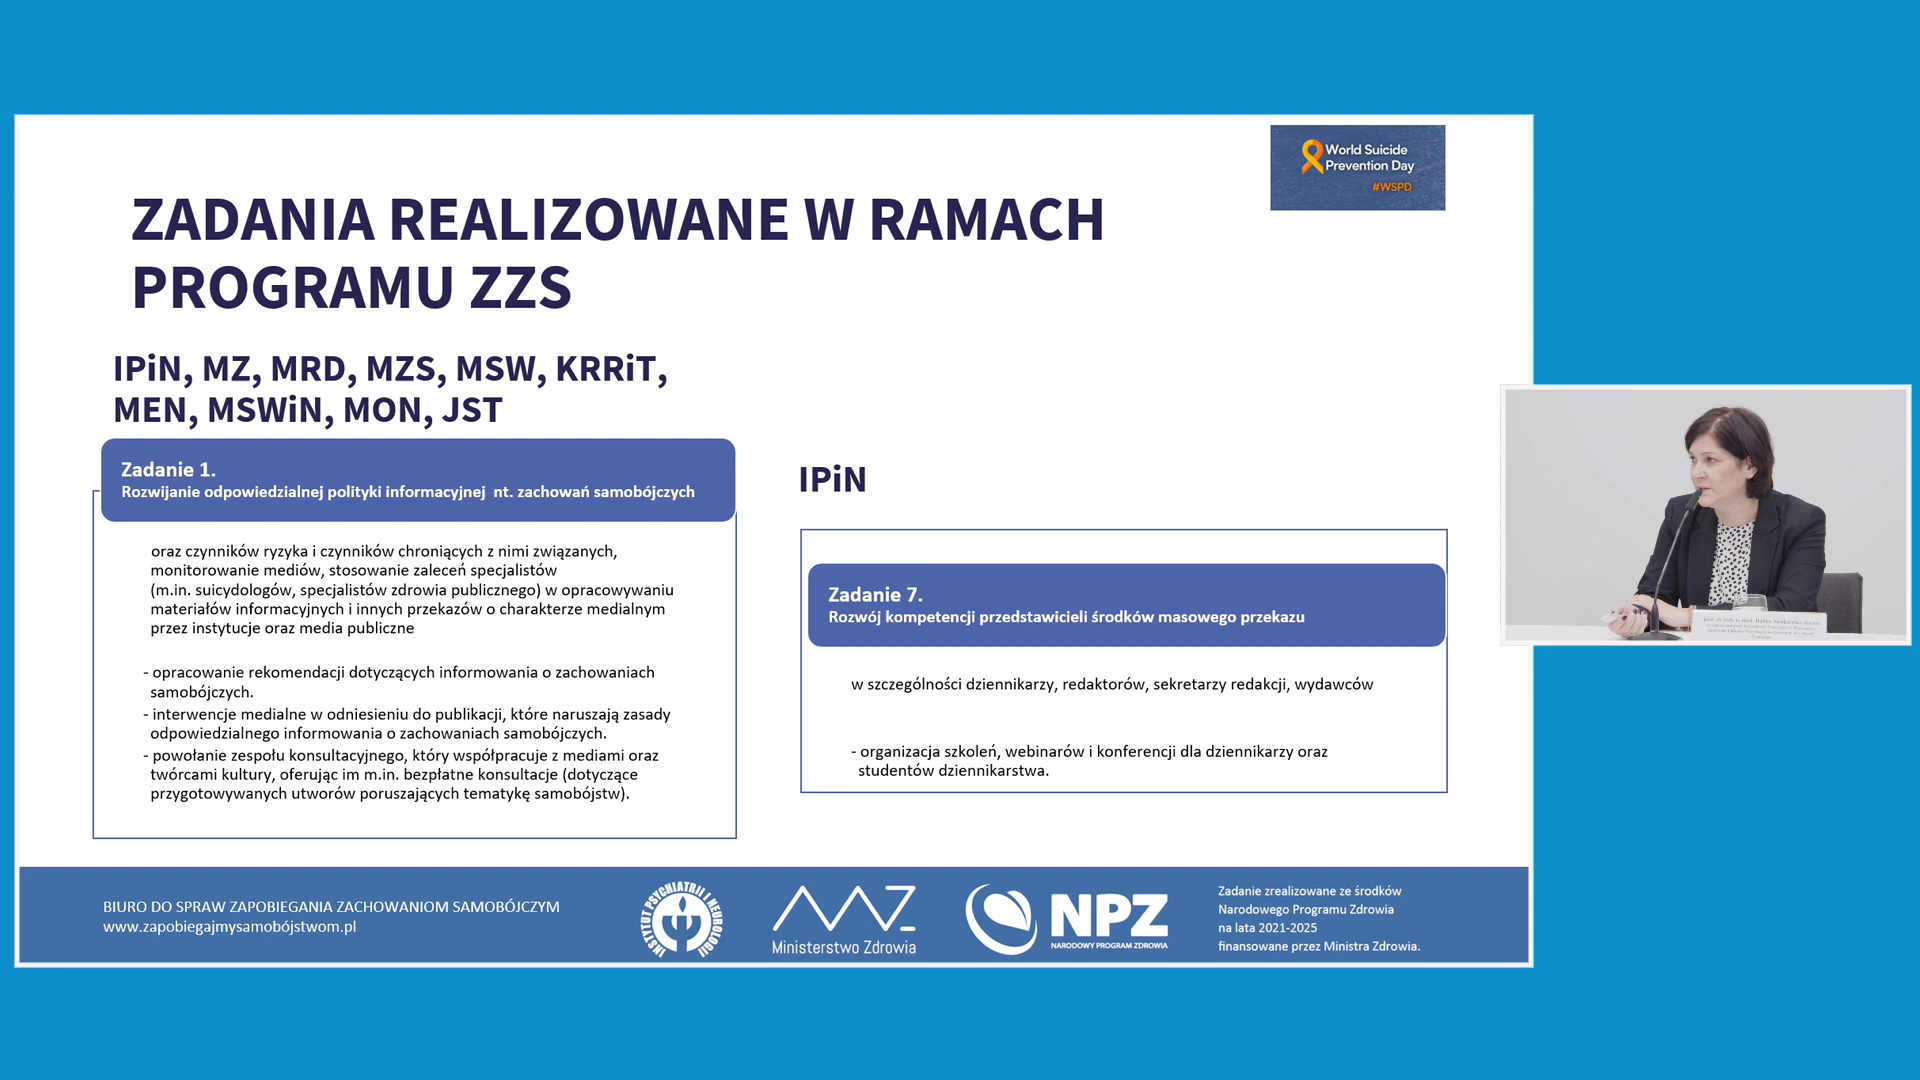 World Suicide
Prevention Day
#WSPD
ZADANIA REALIZOWANE W RAMACH
PROGRAMU ZZS
IPiN, MZ, MRD, MZS, MSW, KRRiT,
MEN, MSWiN, MON, JST
Zadanie 1.
Rozwijanie odpowiedzialnej polityki informacyjnej nt. zachowań samobójczych
oraz czynników ryzyka i czynników chroniących z nimi związanych,
monitorowanie mediów, stosowanie zaleceń specjalistów
(m.in. suicydologów, specjalistów zdrowia publicznego) w opracowywaniu
materiałów informacyjnych i innych przekazów o charakterze medialnym
przez instytucje oraz media publiczne
- opracowanie rekomendacji dotyczących informowania o zachowaniach
samobójczych.
- interwencje medialne w odniesieniu do publikacji, które naruszają zasady
odpowiedzialnego informowania o zachowaniach samobójczych.
- powołanie zespołu konsultacyjnego, który współpracuje z mediami oraz
twórcami kultury, oferując im m.in. bezpłatne konsultacje (dotyczące
przygotowywanych utworów poruszających tematykę samobójstw).
IPiN
Zadanie 7.
Rozwój kompetencji przedstawicieli środków masowego przekazu
w szczególności dziennikarzy, redaktorów, sekretarzy redakcji, wydawców
- organizacja szkoleń, webinarów i konferencji dla dziennikarzy oraz
studentów dziennikarstwa.
BIURO DO SPRAW ZAPOBIEGANIA ZACHOWANIOM SAMOBÓJCZYM
www.zapobiegajmysamobójstwom.pl
INSTYTUT PSYCHIATRII I NEUROLOGII
MZ
Ministerstwo Zdrowia
NPZ
NARODOWY PROGRAM ZDROWIA
Zadanie zrealizowane ze środków
Narodowego Programu Zdrowia
na lata 2021-2025
finansowane przez Ministra Zdrowia.